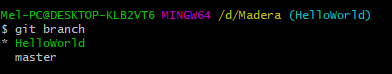 Mel-PC@DESKTOP-KLB2VT6 MINGW64 /d/Madera (HelloWorld)
$ git branch
* HelloWorld
  master